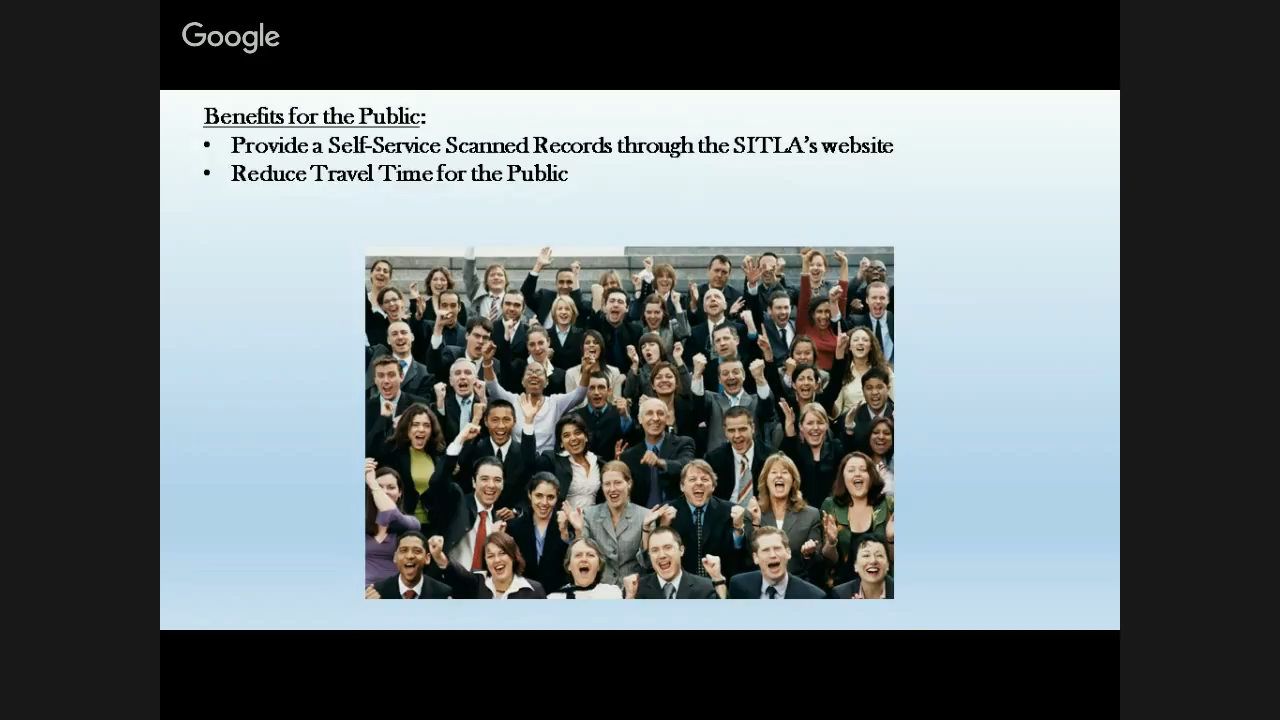 Google
Benefits for the Public:
• Provide a Self-Service Scanned Records through the SITLA's website
• Reduce Travel Time for the Public